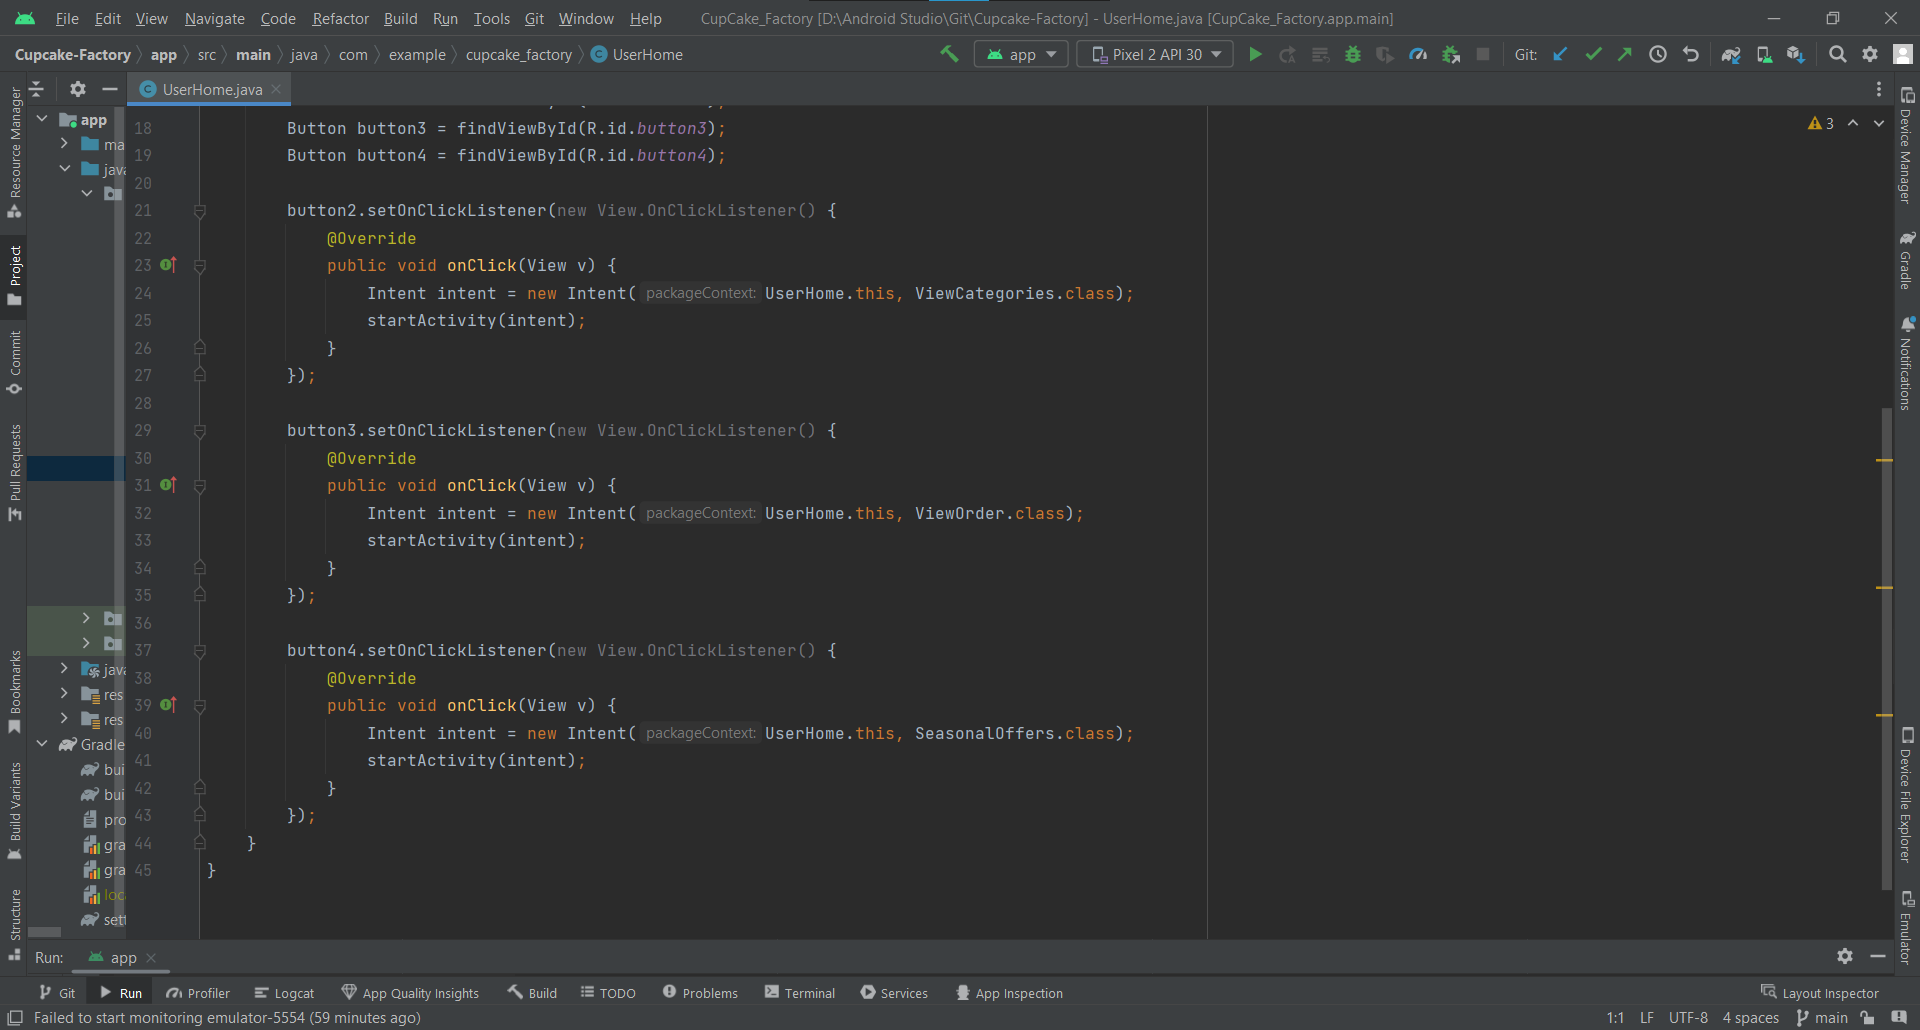 File Edit View Navigate Code Refactor Build Run Tools Git Window Help CupCake_Factory [D:\Android Studio\Git\Cupcake-Factory] - UserHome.java [CupCake_Factory.app.main]
Cupcake-Factory app src main java com example cupcake_factory UserHome app Pixel 2 API 30 Git:
UserHome.java
Resource Manager
Project
Commit
Pull Requests
Bookmarks
Build Variants
Structure
app
ma
java
java
res
res
Gradle
bui
bui
pro
gra
gra
loc
sett
3
18 Button button3 = findViewById(R.id.button3);
19 Button button4 = findViewById(R.id.button4);
20
21 button2.setOnClickListener(new View.OnClickListener() {
22 @Override
23 public void onClick(View v) {
24 Intent intent = new Intent( packageContext: UserHome.this, ViewCategories.class);
25 startActivity(intent);
26 }
27 });
28
29 button3.setOnClickListener(new View.OnClickListener() {
30 @Override
31 public void onClick(View v) {
32 Intent intent = new Intent( packageContext: UserHome.this, ViewOrder.class);
33 startActivity(intent);
34 }
35 });
36
37 button4.setOnClickListener(new View.OnClickListener() {
38 @Override
39 public void onClick(View v) {
40 Intent intent = new Intent( packageContext: UserHome.this, SeasonalOffers.class);
41 startActivity(intent);
42 }
43 });
44 }
45 }
Device Manager
Gradle
Notifications
Device File Explorer
Emulator
Run: app
Git Run Profiler Logcat App Quality Insights Build TODO Problems Terminal Services App Inspection Layout Inspector
Failed to start monitoring emulator-5554 (59 minutes ago) 1:1 LF UTF-8 4 spaces main